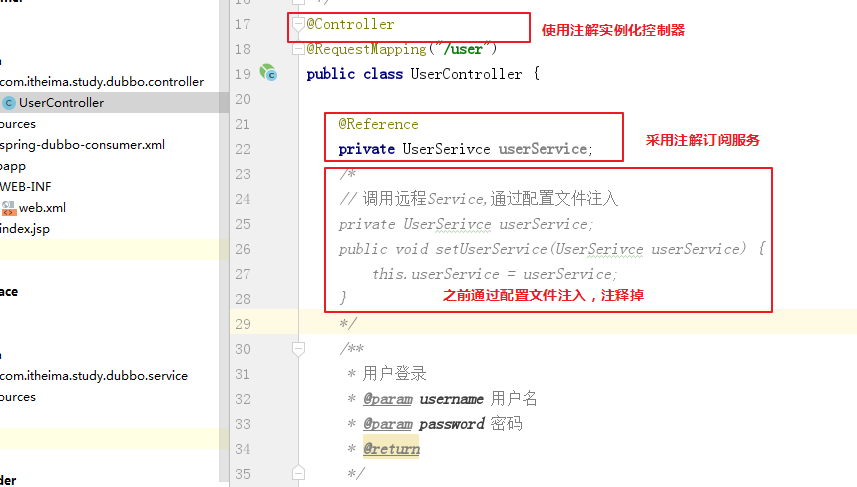 com.itheima.study.dubbo.controller
UserController
ources
spring-dubbo-consumer.xml
WEB-INF
web.xml
index.jsp
ace
com.itheima.study.dubbo.service
ources
der
17 @Controller 使用注解实例化控制器
18 @RequestMapping("/user")
19 public class UserController {
20
21 @Reference
22 private UserSerivce userService; 采用注解订阅服务
23 /*
24 // 调用远程Service,通过配置文件注入
25 private UserSerivce userService;
26 public void setUserService(UserSerivce userService) {
27 this.userService = userService;
28 } 之前通过配置文件注入，注释掉
29 */
30 /**
31 * 用户登录
32 * @param username 用户名
33 * @param password 密码
34 * @return
35 */